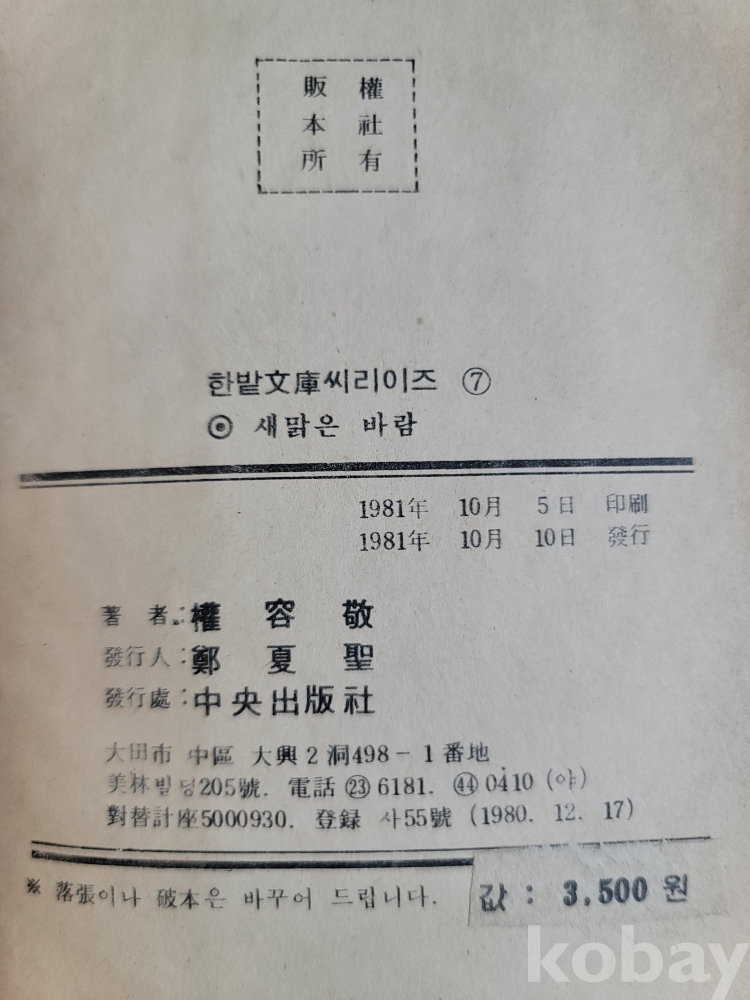 販權
本社
所有
한밭文庫씨리이즈 ⑦
◉ 새맑은 바람
1981年 10月 5日 印刷
1981年 10月 10日 發行
著者: 權容敬
發行人: 鄭夏聖
發行處: 中央出版社
大田市 中區 大興2洞498-1番地
美林빌딩205號. 電話 ㉓6181. ㊹0410 (야)
對替計座5000930. 登録 사55號 (1980. 12. 17)
※ 落張이나 破本은 바꾸어 드립니다.
값: 3,500원
kobay